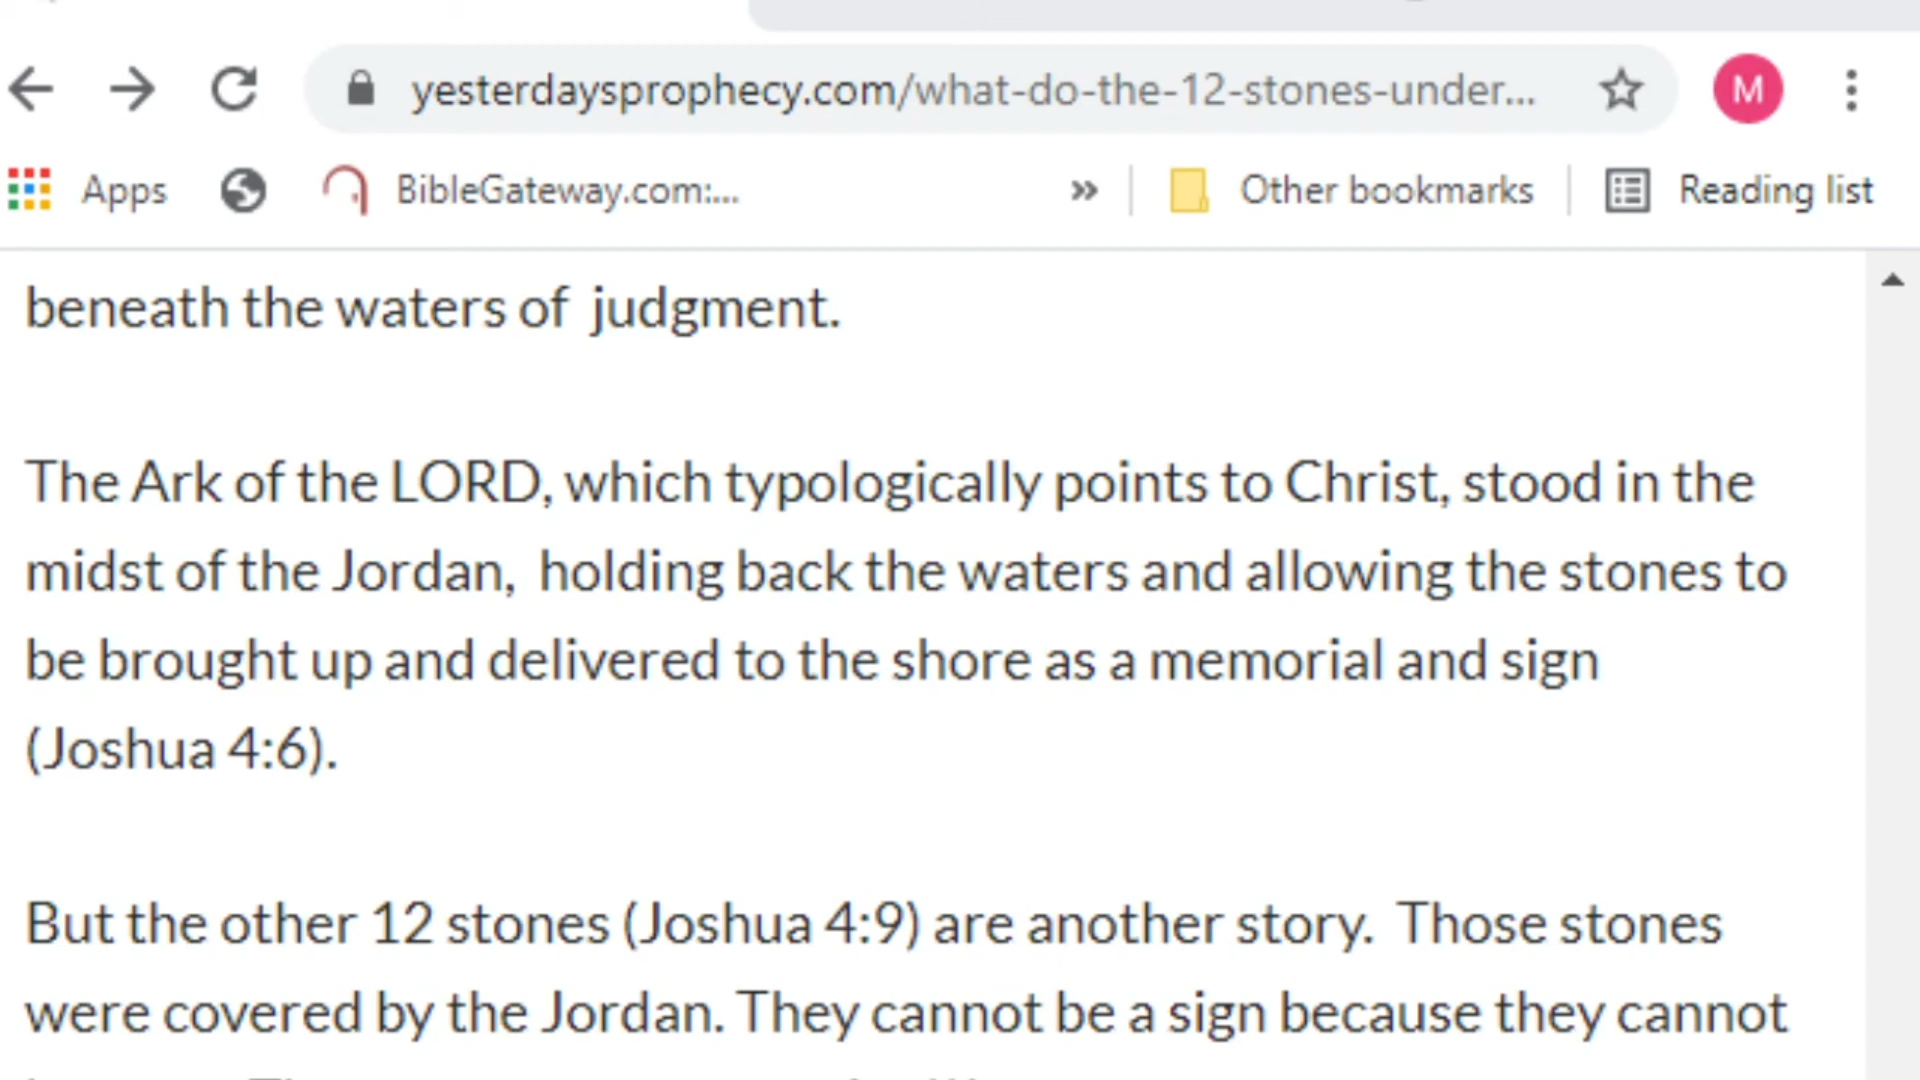 yesterdaysprophecy.com/what-do-the-12-stones-under...
M
Apps
BibleGateway.com:...
»
Other bookmarks
Reading list
beneath the waters of judgment.
The Ark of the LORD, which typologically points to Christ, stood in the
midst of the Jordan, holding back the waters and allowing the stones to
be brought up and delivered to the shore as a memorial and sign
(Joshua 4:6).
But the other 12 stones (Joshua 4:9) are another story. Those stones
were covered by the Jordan. They cannot be a sign because they cannot